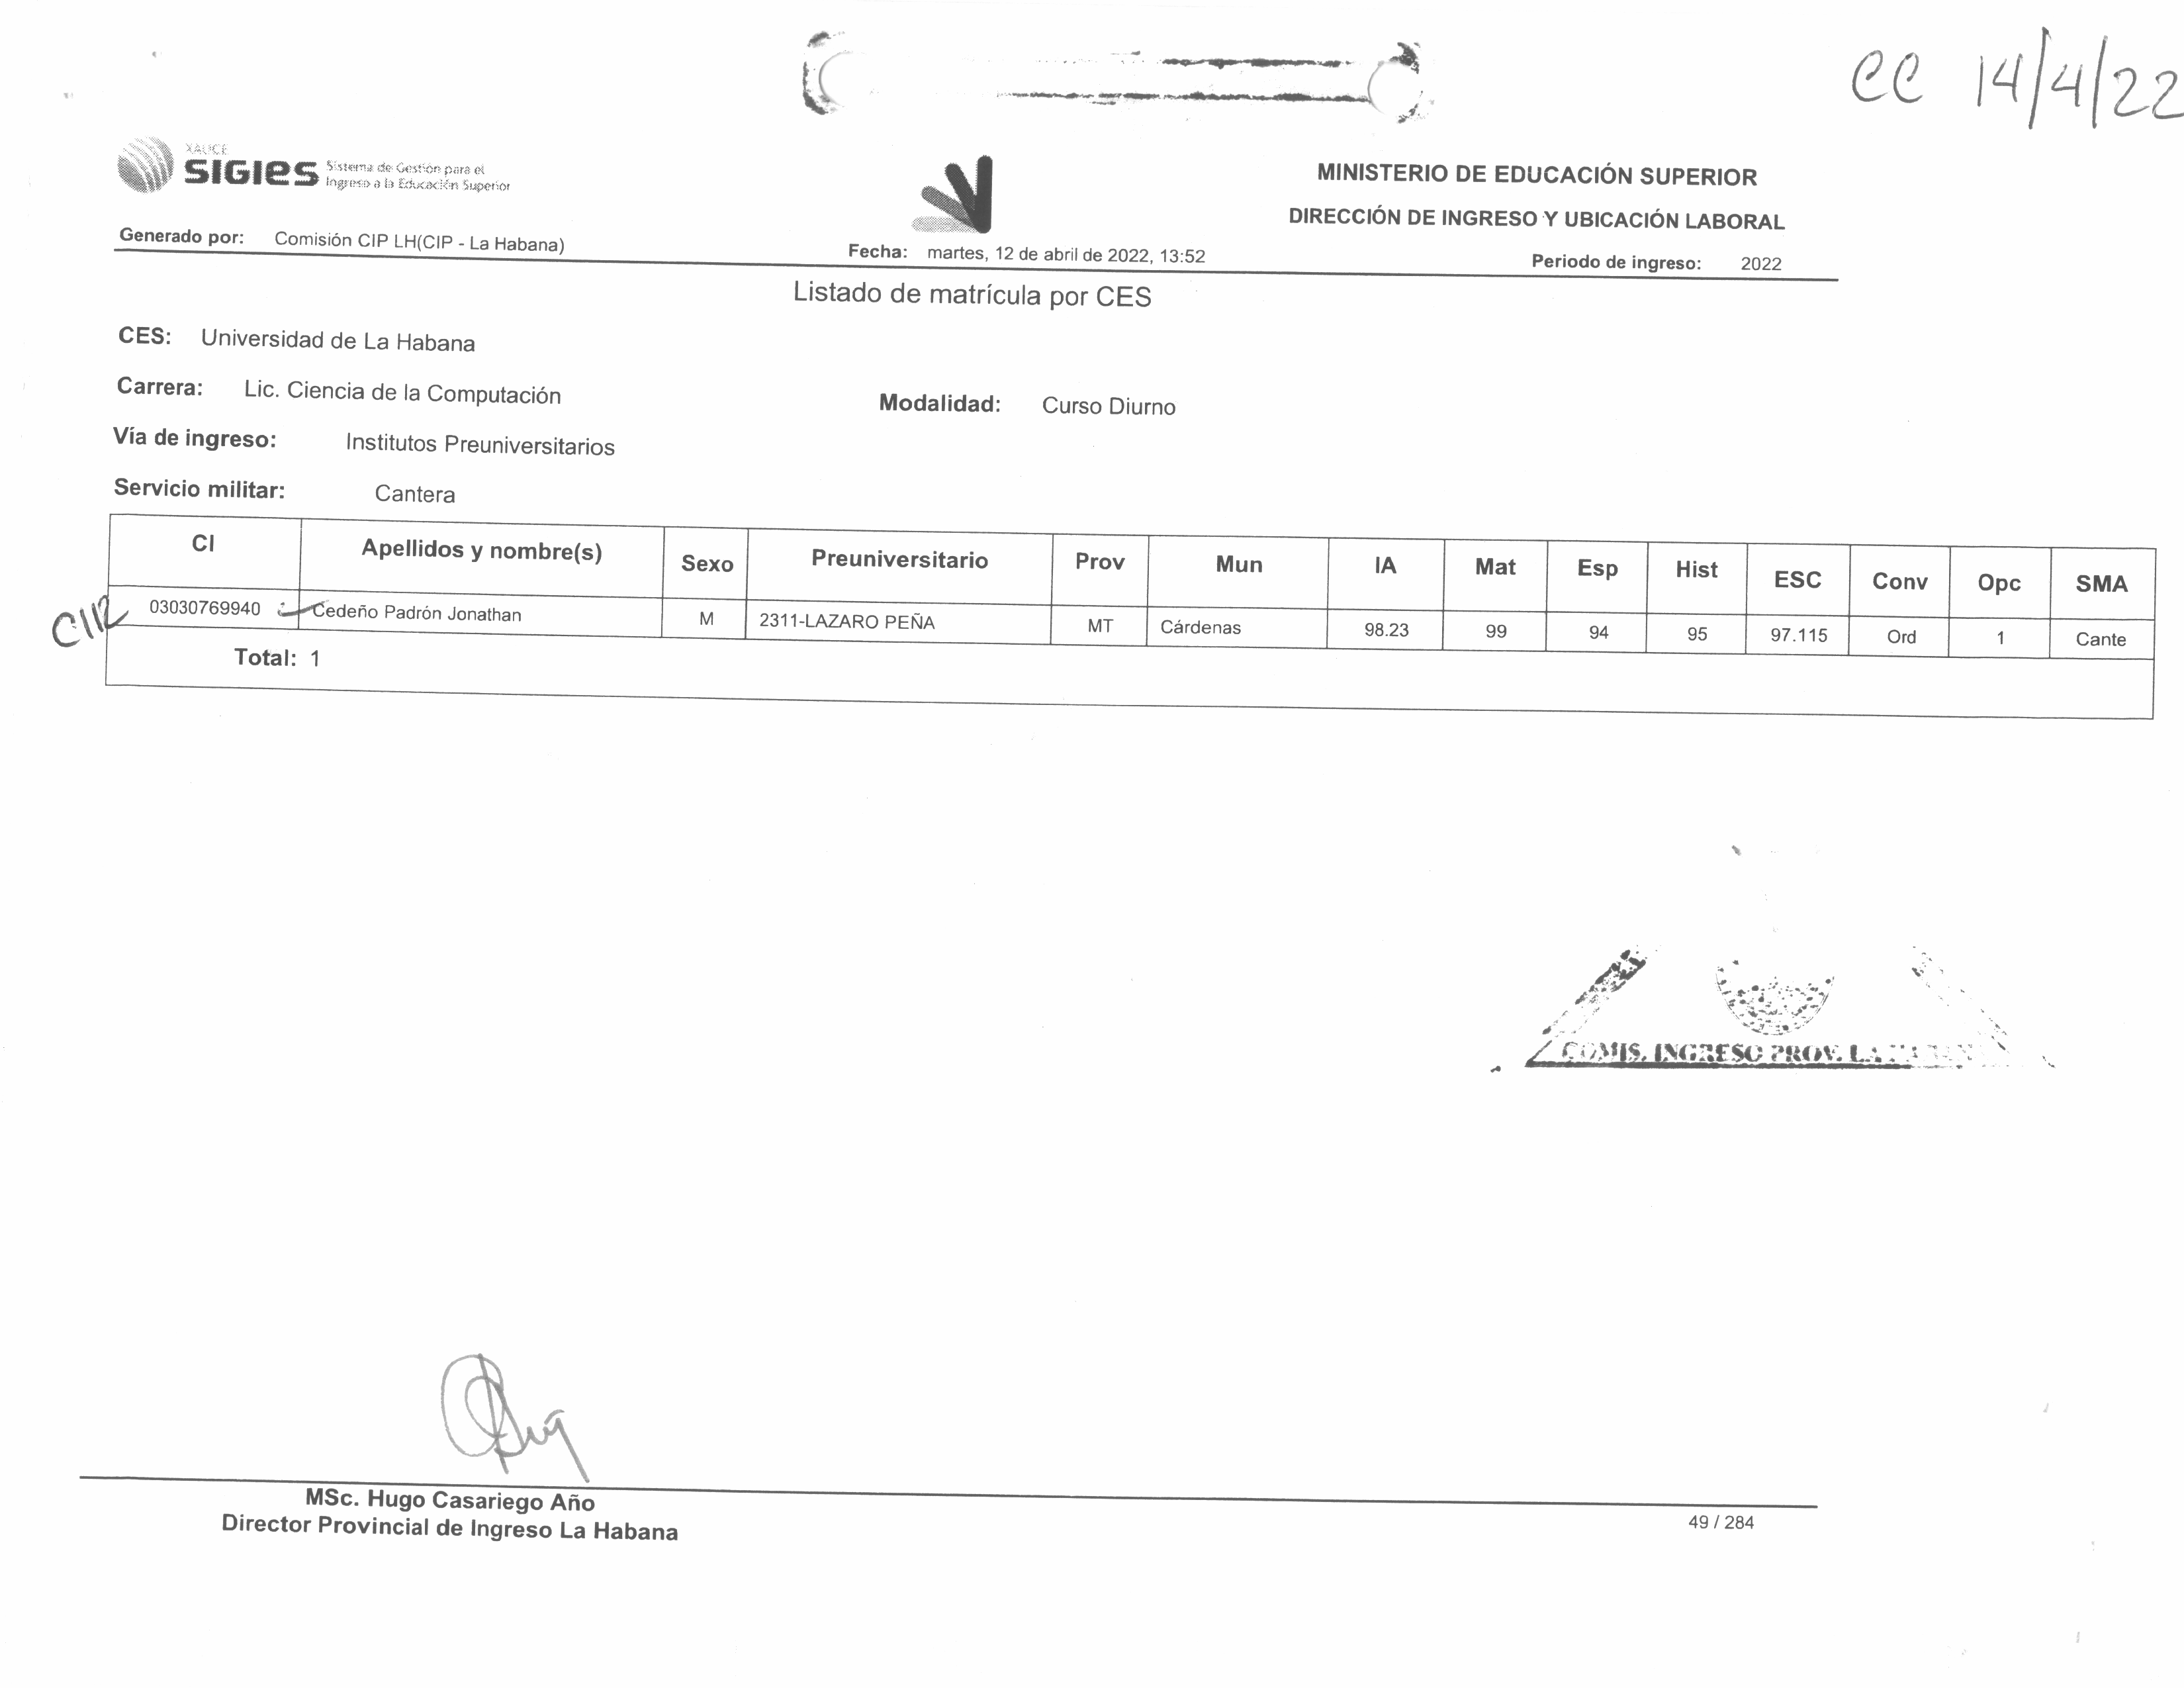 CC 14/4/22
XAUCE
SIGIES Sistema de Gestión para el
Ingreso a la Educación Superior
MINISTERIO DE EDUCACIÓN SUPERIOR
DIRECCIÓN DE INGRESO Y UBICACIÓN LABORAL
Generado por: Comisión CIP LH(CIP - La Habana)
Fecha: martes, 12 de abril de 2022, 13:52
Periodo de ingreso: 2022
Listado de matrícula por CES
CES: Universidad de La Habana
Carrera: Lic. Ciencia de la Computación
Modalidad: Curso Diurno
Vía de ingreso: Institutos Preuniversitarios
Servicio militar: Cantera
CI Apellidos y nombre(s) Sexo Preuniversitario Prov Mun IA Mat Esp Hist ESC Conv Opc SMA
C112 03030769940 Cedeño Padrón Jonathan M 2311-LAZARO PEÑA MT Cárdenas 98.23 99 94 95 97.115 Ord 1 Cante
Total: 1
COMIS. INGRESO PROV. LA
MSc. Hugo Casariego Año
Director Provincial de Ingreso La Habana
49 / 284